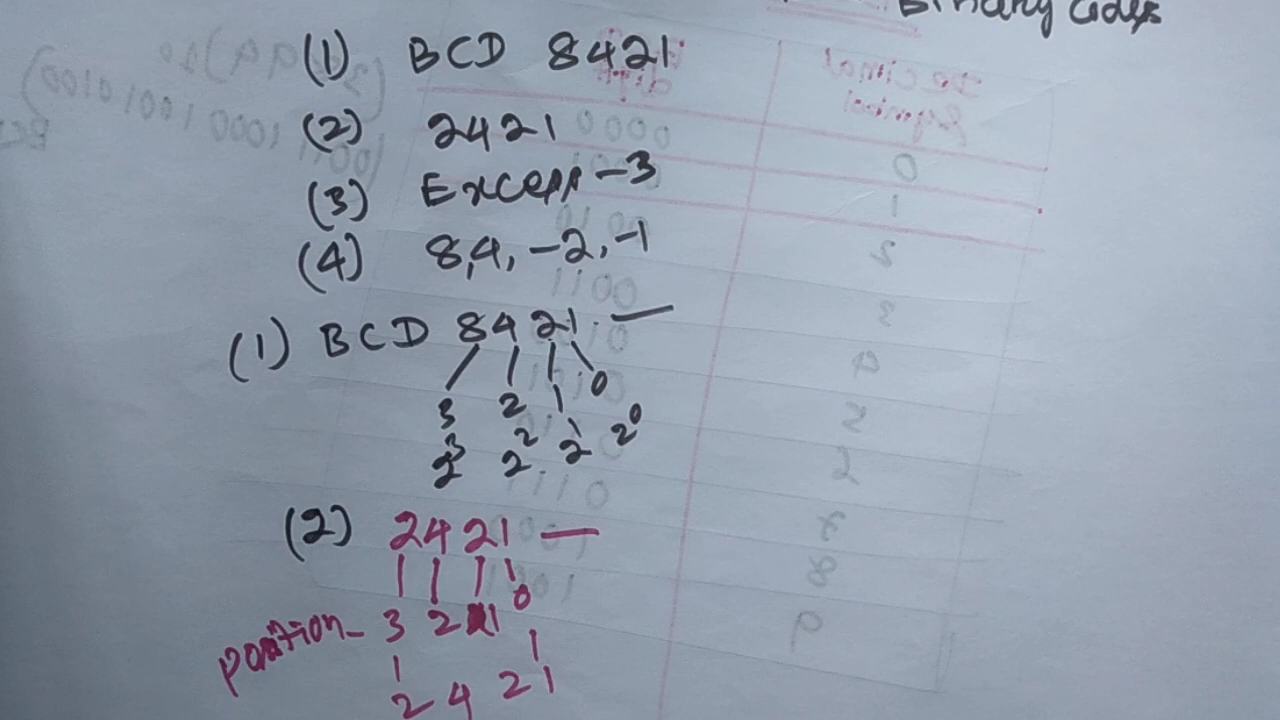 Binary Codes
(1) BCD 8421
(2) 2421
(3) Excess-3
(4) 8,4,-2,-1
(1) BCD 8421 —
3 2 1 0
2³ 2² 2¹ 2⁰
(2) 2421 —
position- 3 2 1 0
2 4 2 1